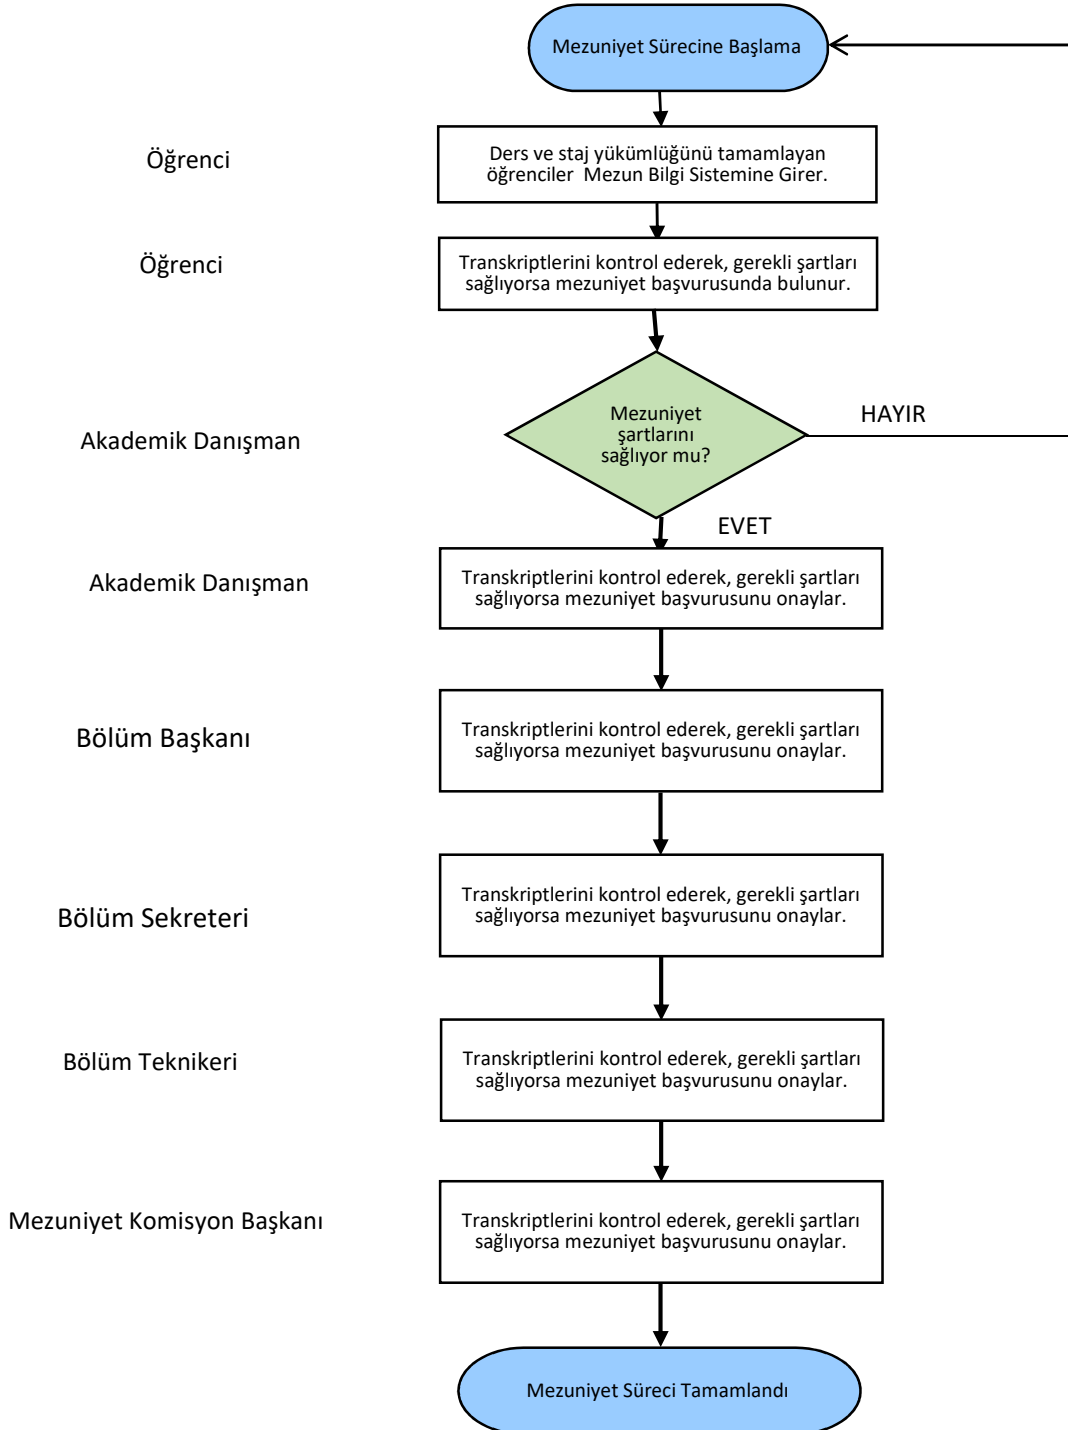 Mezuniyet Sürecine Başlama
Öğrenci
Ders ve staj yükümlüğünü tamamlayan
öğrenciler  Mezun Bilgi Sistemine Girer.
Öğrenci
Transkriptlerini kontrol ederek, gerekli şartları
sağlıyorsa mezuniyet başvurusunda bulunur.
Akademik Danışman
Mezuniyet
şartlarını
sağlıyor mu?
HAYIR
EVET
Akademik Danışman
Transkriptlerini kontrol ederek, gerekli şartları
sağlıyorsa mezuniyet başvurusunu onaylar.
Bölüm Başkanı
Transkriptlerini kontrol ederek, gerekli şartları
sağlıyorsa mezuniyet başvurusunu onaylar.
Bölüm Sekreteri
Transkriptlerini kontrol ederek, gerekli şartları
sağlıyorsa mezuniyet başvurusunu onaylar.
Bölüm Teknikeri
Transkriptlerini kontrol ederek, gerekli şartları
sağlıyorsa mezuniyet başvurusunu onaylar.
Mezuniyet Komisyon Başkanı
Transkriptlerini kontrol ederek, gerekli şartları
sağlıyorsa mezuniyet başvurusunu onaylar.
Mezuniyet Süreci Tamamlandı